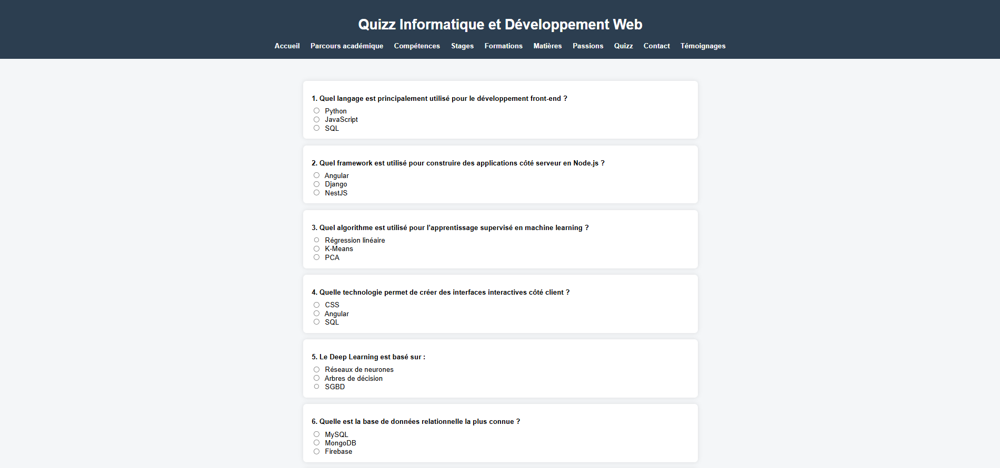 Quizz Informatique et Développement Web
Accueil Parcours académique Compétences Stages Formations Matières Passions Quizz Contact Témoignages
1. Quel langage est principalement utilisé pour le développement front-end ?
Python
JavaScript
SQL
2. Quel framework est utilisé pour construire des applications côté serveur en Node.js ?
Angular
Django
NestJS
3. Quel algorithme est utilisé pour l'apprentissage supervisé en machine learning ?
Régression linéaire
K-Means
PCA
4. Quelle technologie permet de créer des interfaces interactives côté client ?
CSS
Angular
SQL
5. Le Deep Learning est basé sur :
Réseaux de neurones
Arbres de décision
SGBD
6. Quelle est la base de données relationnelle la plus connue ?
MySQL
MongoDB
Firebase